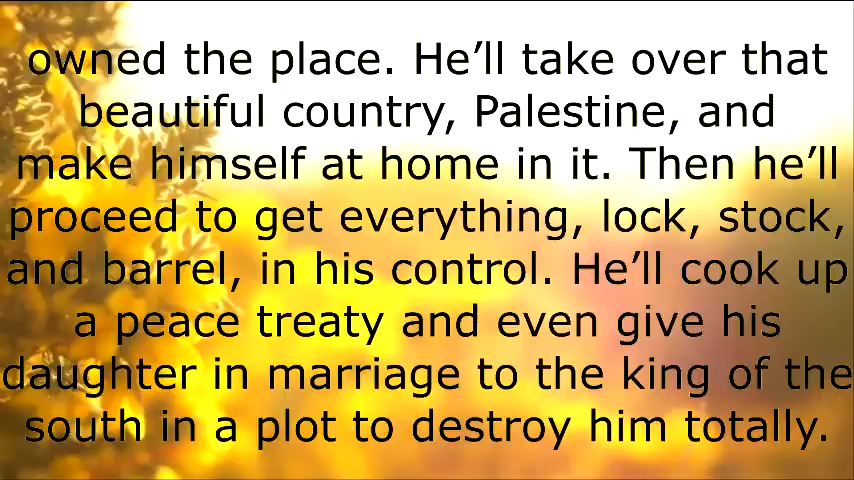 owned the place. He’ll take over that
beautiful country, Palestine, and
make himself at home in it. Then he’ll
proceed to get everything, lock, stock,
and barrel, in his control. He’ll cook up
a peace treaty and even give his
daughter in marriage to the king of the
south in a plot to destroy him totally.